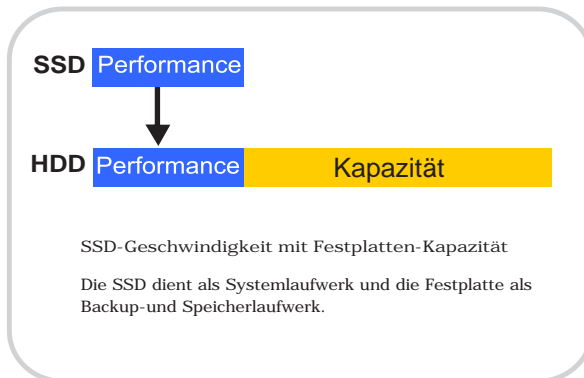 SSD Performance
HDD Performance Kapazität
SSD-Geschwindigkeit mit Festplatten-Kapazität
Die SSD dient als Systemlaufwerk und die Festplatte als
Backup-und Speicherlaufwerk.